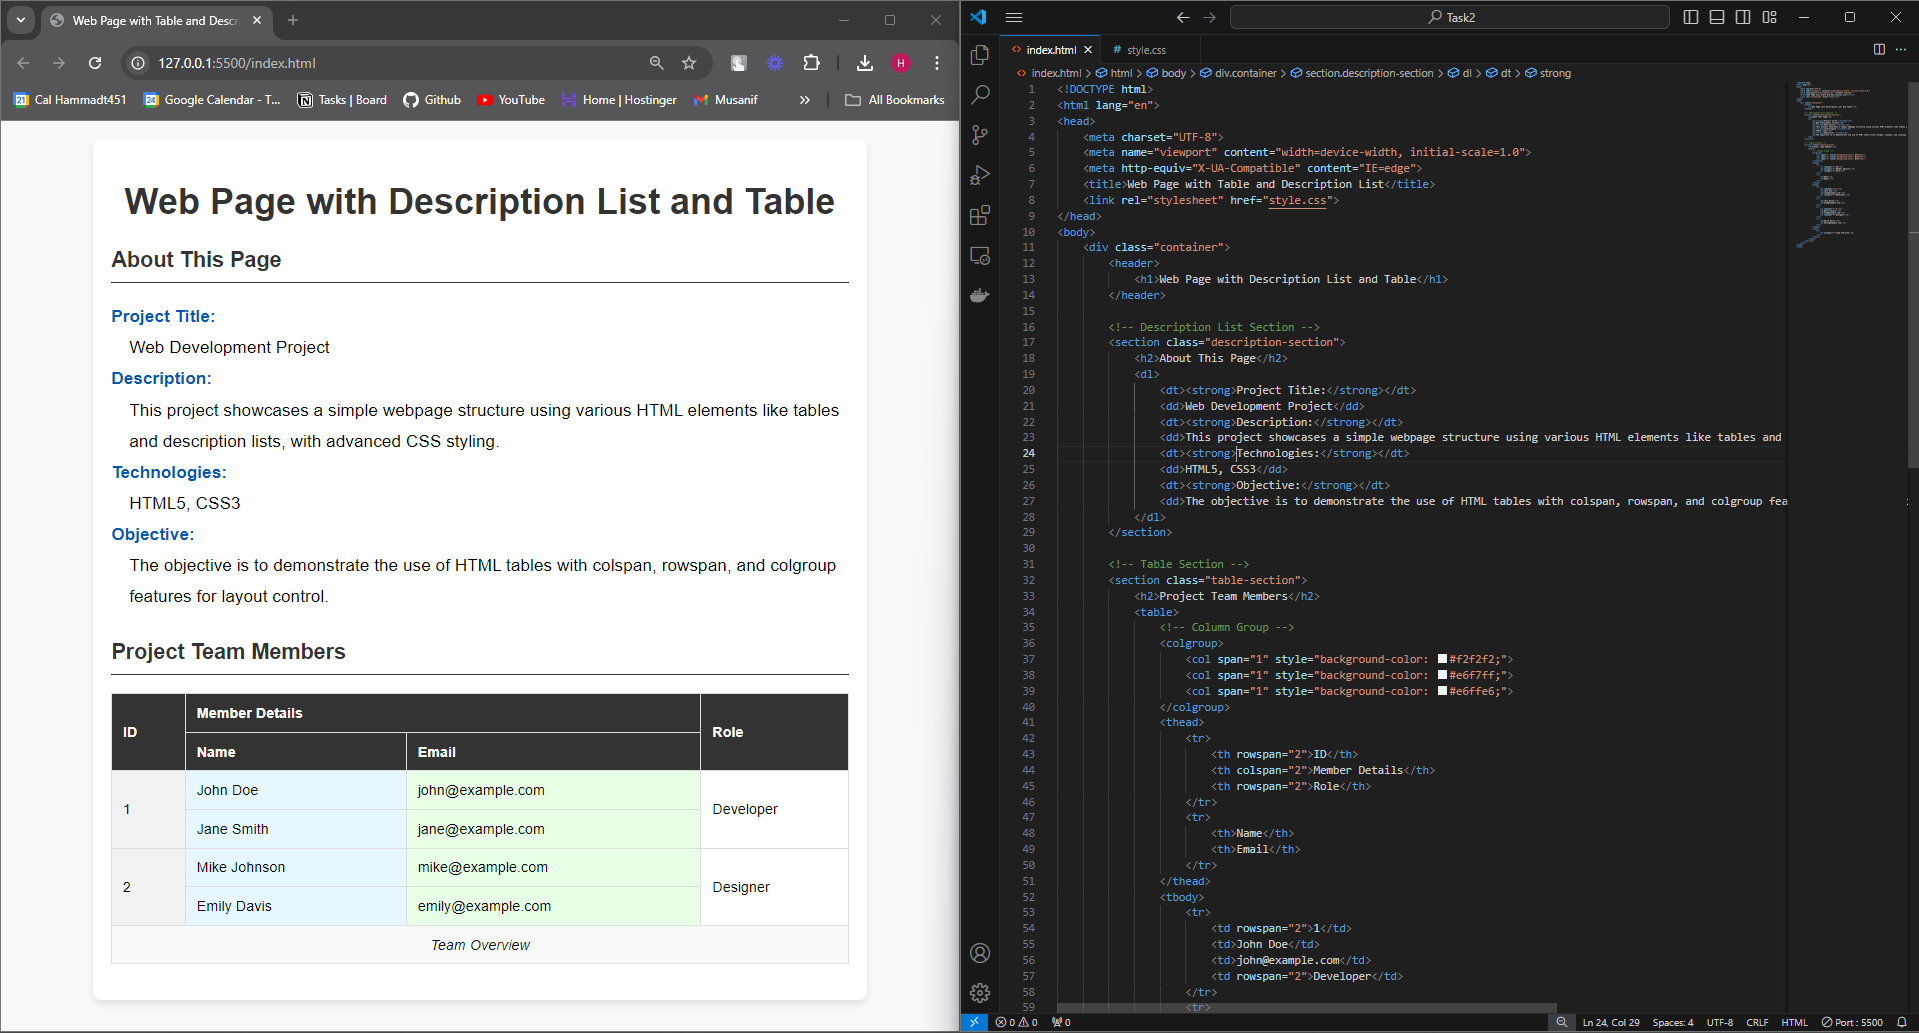 Web Page with Table and Descr
127.0.0.1:5500/index.html
H
21 Cal Hammadt451
24 Google Calendar - T...
Tasks | Board
Github
YouTube
Home | Hostinger
Musanif
»
All Bookmarks
Web Page with Description List and Table
About This Page
Project Title:
Web Development Project
Description:
This project showcases a simple webpage structure using various HTML elements like tables
and description lists, with advanced CSS styling.
Technologies:
HTML5, CSS3
Objective:
The objective is to demonstrate the use of HTML tables with colspan, rowspan, and colgroup
features for layout control.
Project Team Members
ID Member Details Role
Name Email
1 John Doe john@example.com Developer
Jane Smith jane@example.com
2 Mike Johnson mike@example.com Designer
Emily Davis emily@example.com
Team Overview
Task2
index.html
# style.css
index.html > html > body > div.container > section.description-section > dl > dt > strong
1 <!DOCTYPE html>
2 <html lang="en">
3 <head>
4 <meta charset="UTF-8">
5 <meta name="viewport" content="width=device-width, initial-scale=1.0">
6 <meta http-equiv="X-UA-Compatible" content="IE=edge">
7 <title>Web Page with Table and Description List</title>
8 <link rel="stylesheet" href="style.css">
9 </head>
10 <body>
11 <div class="container">
12 <header>
13 <h1>Web Page with Description List and Table</h1>
14 </header>
15
16 <!-- Description List Section -->
17 <section class="description-section">
18 <h2>About This Page</h2>
19 <dl>
20 <dt><strong>Project Title:</strong></dt>
21 <dd>Web Development Project</dd>
22 <dt><strong>Description:</strong></dt>
23 <dd>This project showcases a simple webpage structure using various HTML elements like tables and
24 <dt><strong>Technologies:</strong></dt>
25 <dd>HTML5, CSS3</dd>
26 <dt><strong>Objective:</strong></dt>
27 <dd>The objective is to demonstrate the use of HTML tables with colspan, rowspan, and colgroup fea
28 </dl>
29 </section>
30
31 <!-- Table Section -->
32 <section class="table-section">
33 <h2>Project Team Members</h2>
34 <table>
35 <!-- Column Group -->
36 <colgroup>
37 <col span="1" style="background-color: #f2f2f2;">
38 <col span="1" style="background-color: #e6f7ff;">
39 <col span="1" style="background-color: #e6ffe6;">
40 </colgroup>
41 <thead>
42 <tr>
43 <th rowspan="2">ID</th>
44 <th colspan="2">Member Details</th>
45 <th rowspan="2">Role</th>
46 </tr>
47 <tr>
48 <th>Name</th>
49 <th>Email</th>
50 </tr>
51 </thead>
52 <tbody>
53 <tr>
54 <td rowspan="2">1</td>
55 <td>John Doe</td>
56 <td>john@example.com</td>
57 <td rowspan="2">Developer</td>
58 </tr>
59 <tr>
0 0 0 Ln 24, Col 29 Spaces: 4 UTF-8 CRLF HTML Port : 5500